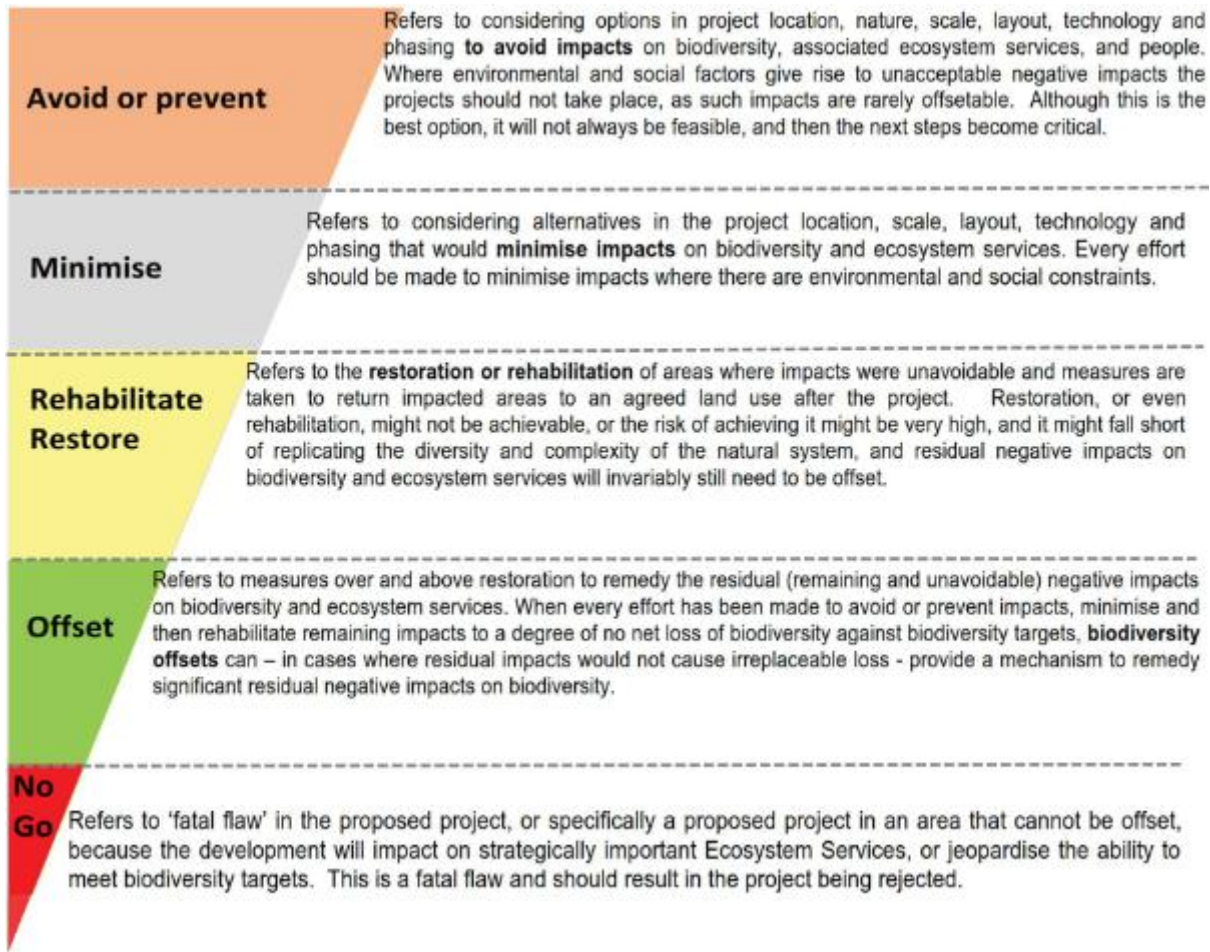 Avoid or prevent
Refers to considering options in project location, nature, scale, layout, technology and
phasing to avoid impacts on biodiversity, associated ecosystem services, and people.
Where environmental and social factors give rise to unacceptable negative impacts the
projects should not take place, as such impacts are rarely offsetable. Although this is the
best option, it will not always be feasible, and then the next steps become critical.
Minimise
Refers to considering alternatives in the project location, scale, layout, technology and
phasing that would minimise impacts on biodiversity and ecosystem services. Every effort
should be made to minimise impacts where there are environmental and social constraints.
Rehabilitate
Restore
Refers to the restoration or rehabilitation of areas where impacts were unavoidable and measures are
taken to return impacted areas to an agreed land use after the project. Restoration, or even
rehabilitation, might not be achievable, or the risk of achieving it might be very high, and it might fall short
of replicating the diversity and complexity of the natural system, and residual negative impacts on
biodiversity and ecosystem services will invariably still need to be offset.
Offset
Refers to measures over and above restoration to remedy the residual (remaining and unavoidable) negative impacts
on biodiversity and ecosystem services. When every effort has been made to avoid or prevent impacts, minimise and
then rehabilitate remaining impacts to a degree of no net loss of biodiversity against biodiversity targets, biodiversity
offsets can – in cases where residual impacts would not cause irreplaceable loss - provide a mechanism to remedy
significant residual negative impacts on biodiversity.
No
Go
Refers to ‘fatal flaw’ in the proposed project, or specifically a proposed project in an area that cannot be offset,
because the development will impact on strategically important Ecosystem Services, or jeopardise the ability to
meet biodiversity targets. This is a fatal flaw and should result in the project being rejected.